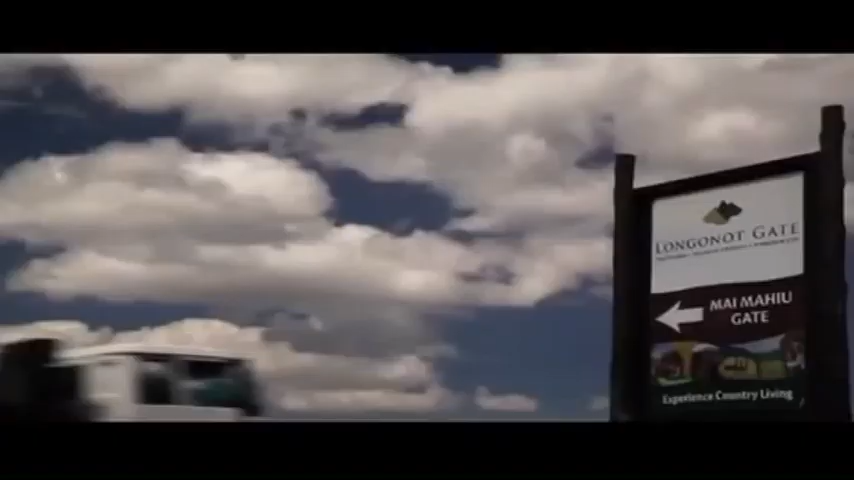 LONGONOT GATE
MAI MAHIU
GATE
Experience Country Living